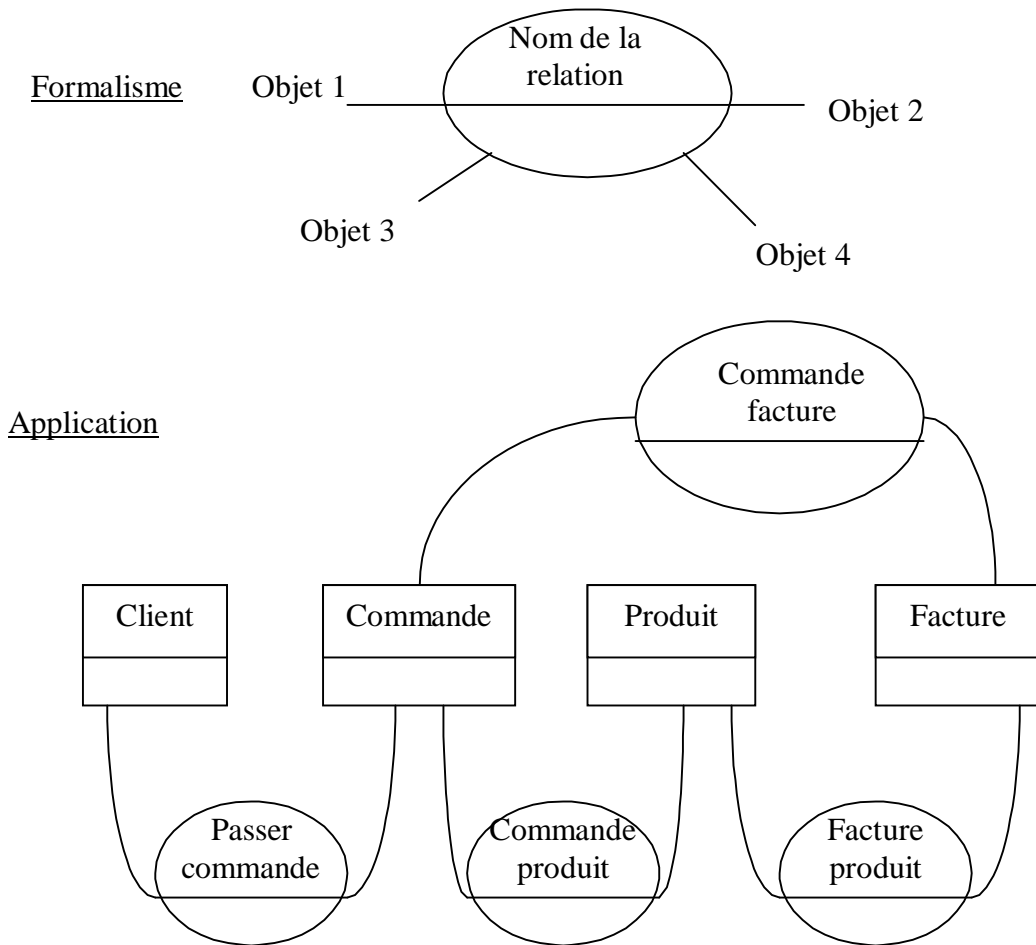 Nom de la
relation
Formalisme
Objet 1
Objet 2
Objet 3
Objet 4
Commande
facture
Application
Client
Commande
Produit
Facture
Passer
commande
Commande
produit
Facture
produit